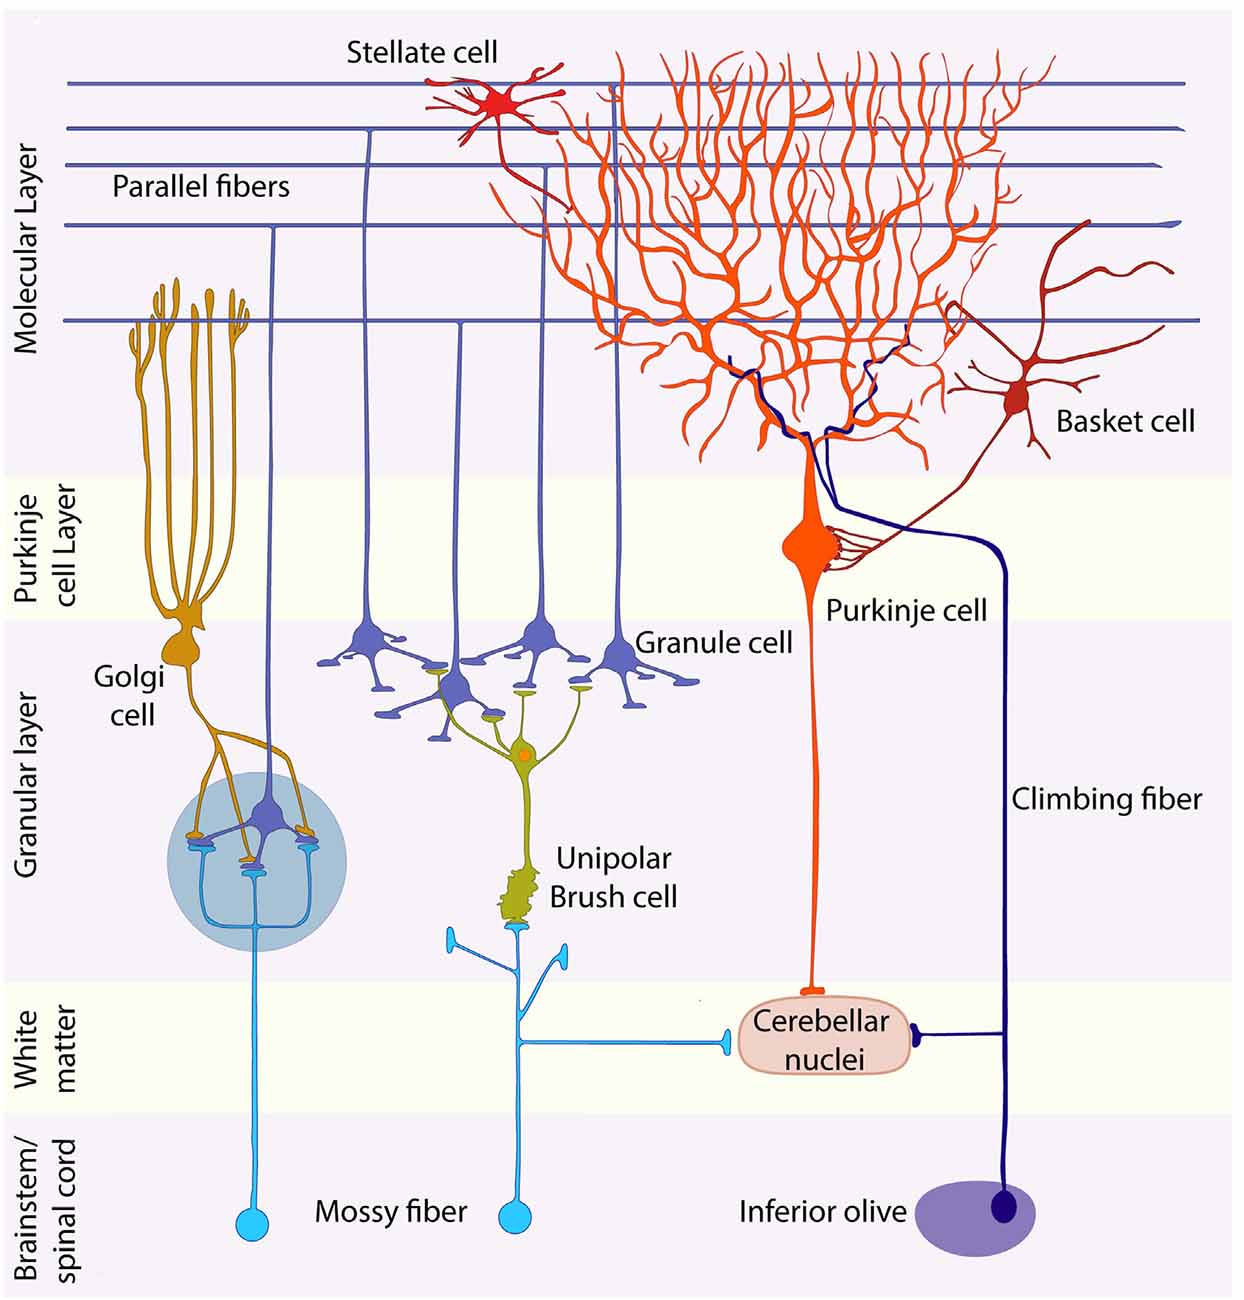 Stellate cell
Parallel fibers
Molecular Layer
Basket cell
Purkinje
cell Layer
Purkinje cell
Granule cell
Golgi
cell
Granular layer
Climbing fiber
Unipolar
Brush cell
White
matter
Cerebellar
nuclei
Brainstem/
spinal cord
Mossy fiber
Inferior olive